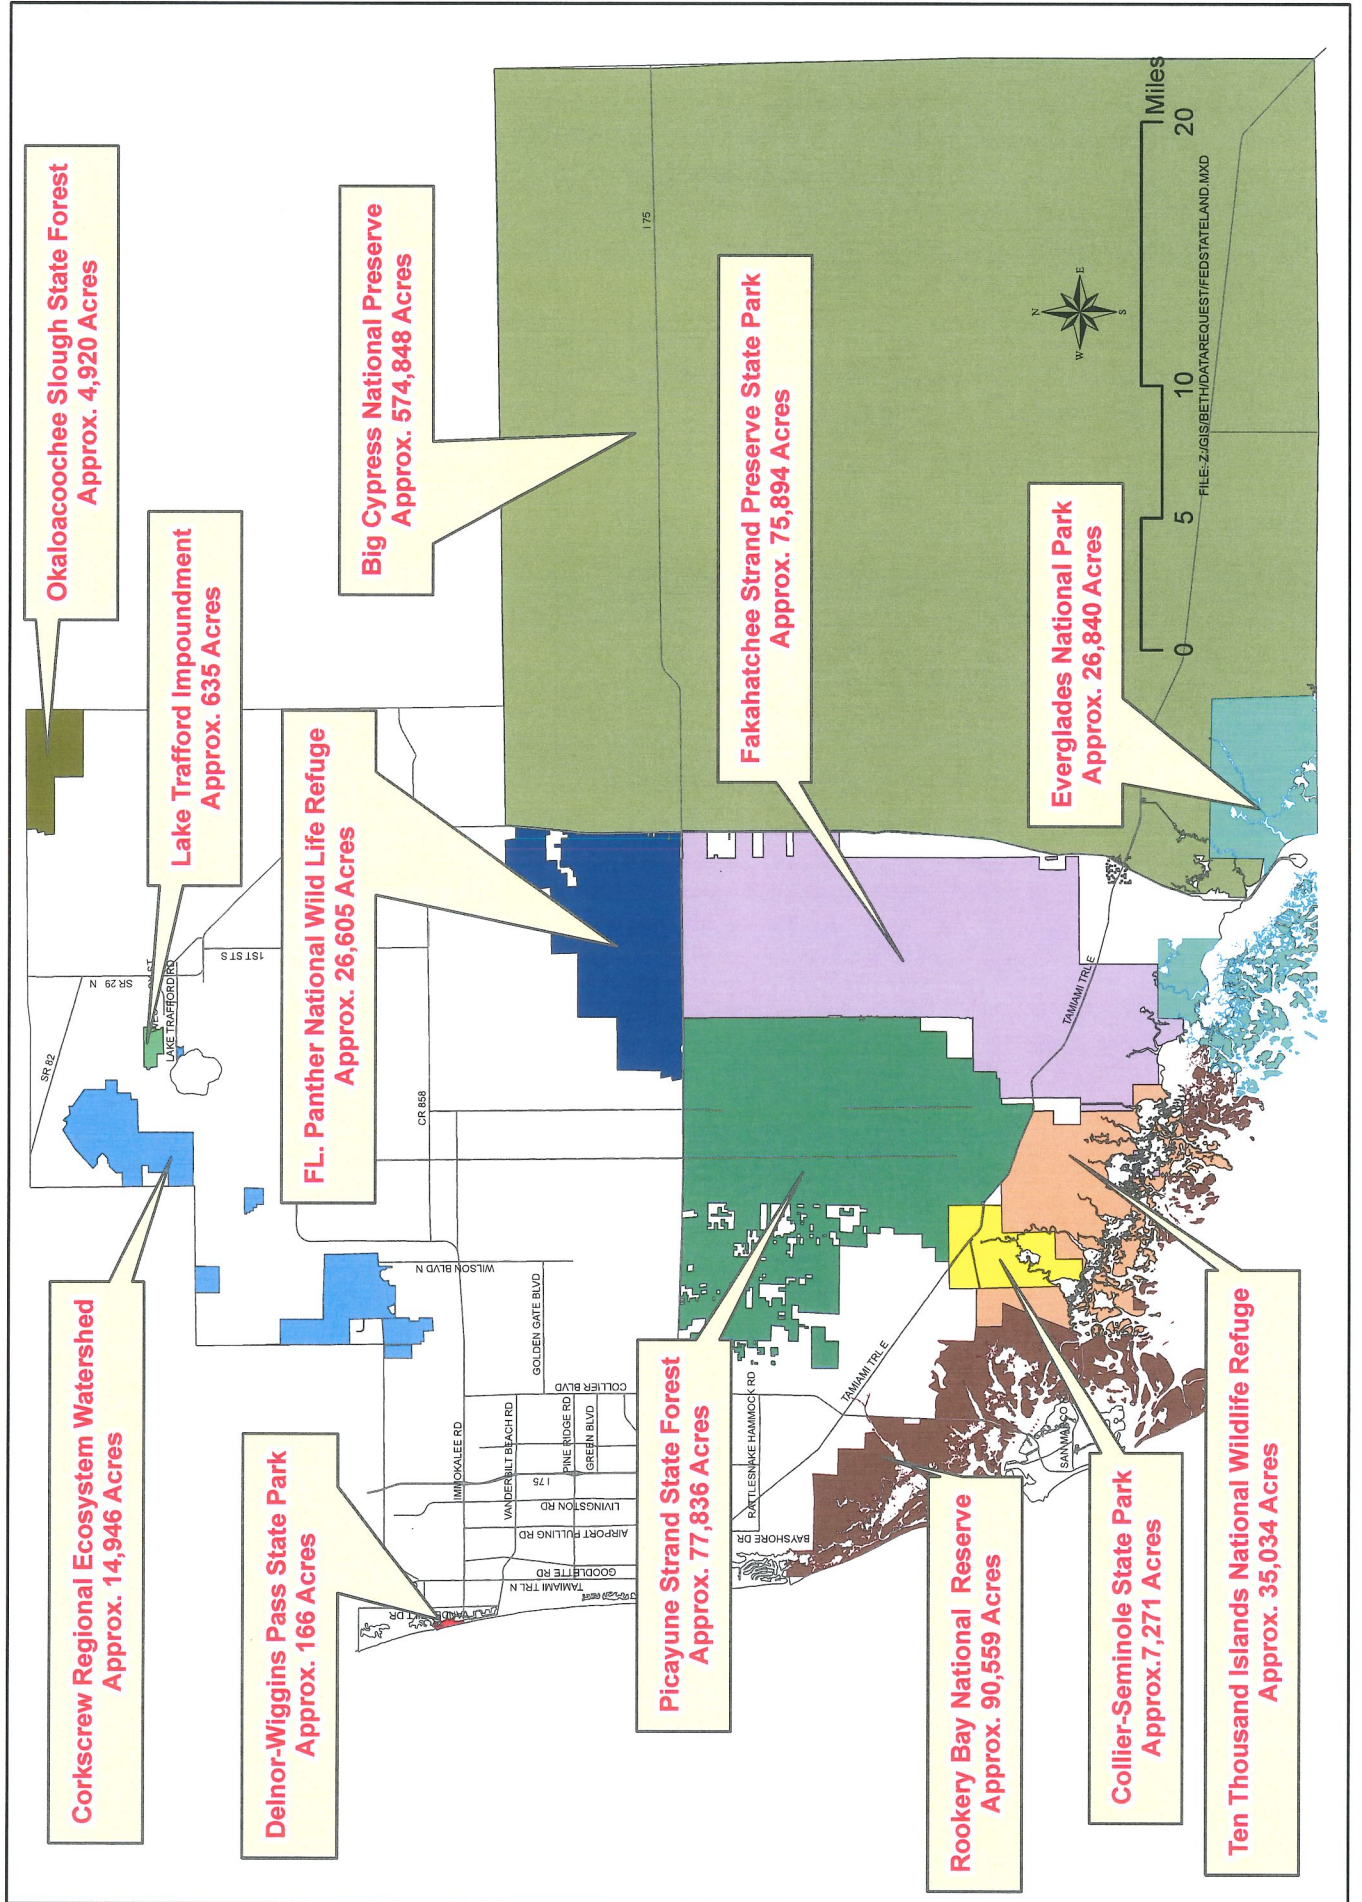 Okaloacoochee Slough State Forest
Approx. 4,920 Acres
Lake Trafford Impoundment
Approx. 635 Acres
Corkscrew Regional Ecosystem Watershed
Approx. 14,946 Acres
Delnor-Wiggins Pass State Park
Approx. 166 Acres
FL. Panther National Wild Life Refuge
Approx. 26,605 Acres
Big Cypress National Preserve
Approx. 574,848 Acres
Picayune Strand State Forest
Approx. 77,836 Acres
Fakahatchee Strand Preserve State Park
Approx. 75,894 Acres
Rookery Bay National Reserve
Approx. 90,559 Acres
Collier-Seminole State Park
Approx.7,271 Acres
Ten Thousand Islands National Wildlife Refuge
Approx. 35,034 Acres
Everglades National Park
Approx. 26,840 Acres
SR 82
SR 29 N
LAKE TRAFFORD RD
1ST ST S
CR 858
WILSON BLVD N
GOLDEN GATE BLVD
COLLIER BLVD
IMMOKALEE RD
VANDERBILT BEACH RD
PINE RIDGE RD
GREEN BLVD
I 75
LIVINGSTON RD
AIRPORT PULLING RD
GOODLETTE RD
TAMIAMI TRL N
RATTLESNAKE HAMMOCK RD
BAYSHORE DR
TAMIAMI TRL E
SAN MARCO
TAMIAMI TRL E
I 75
N
E
S
W
0
5
10
20
Miles
FILE: Z:/GIS/BETH/DATAREQUEST/FEDSTATELAND.MXD